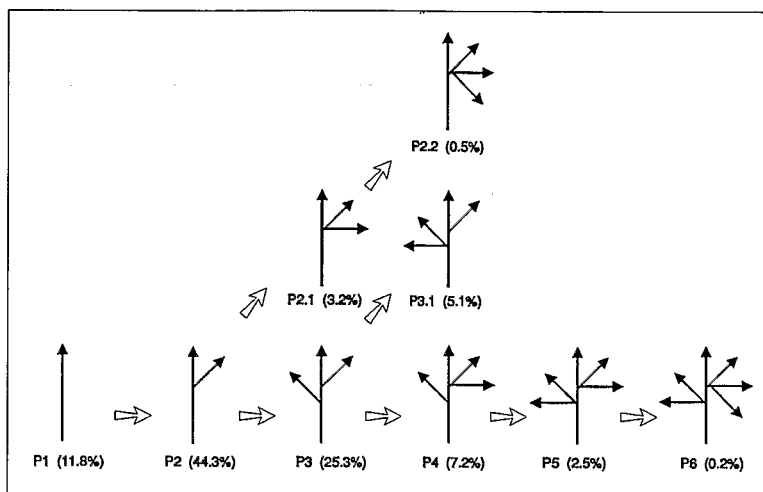 P2.2 (0.5%)
P2.1 (3.2%) P3.1 (5.1%)
P1 (11.8%) P2 (44.3%) P3 (25.3%) P4 (7.2%) P5 (2.5%) P6 (0.2%)